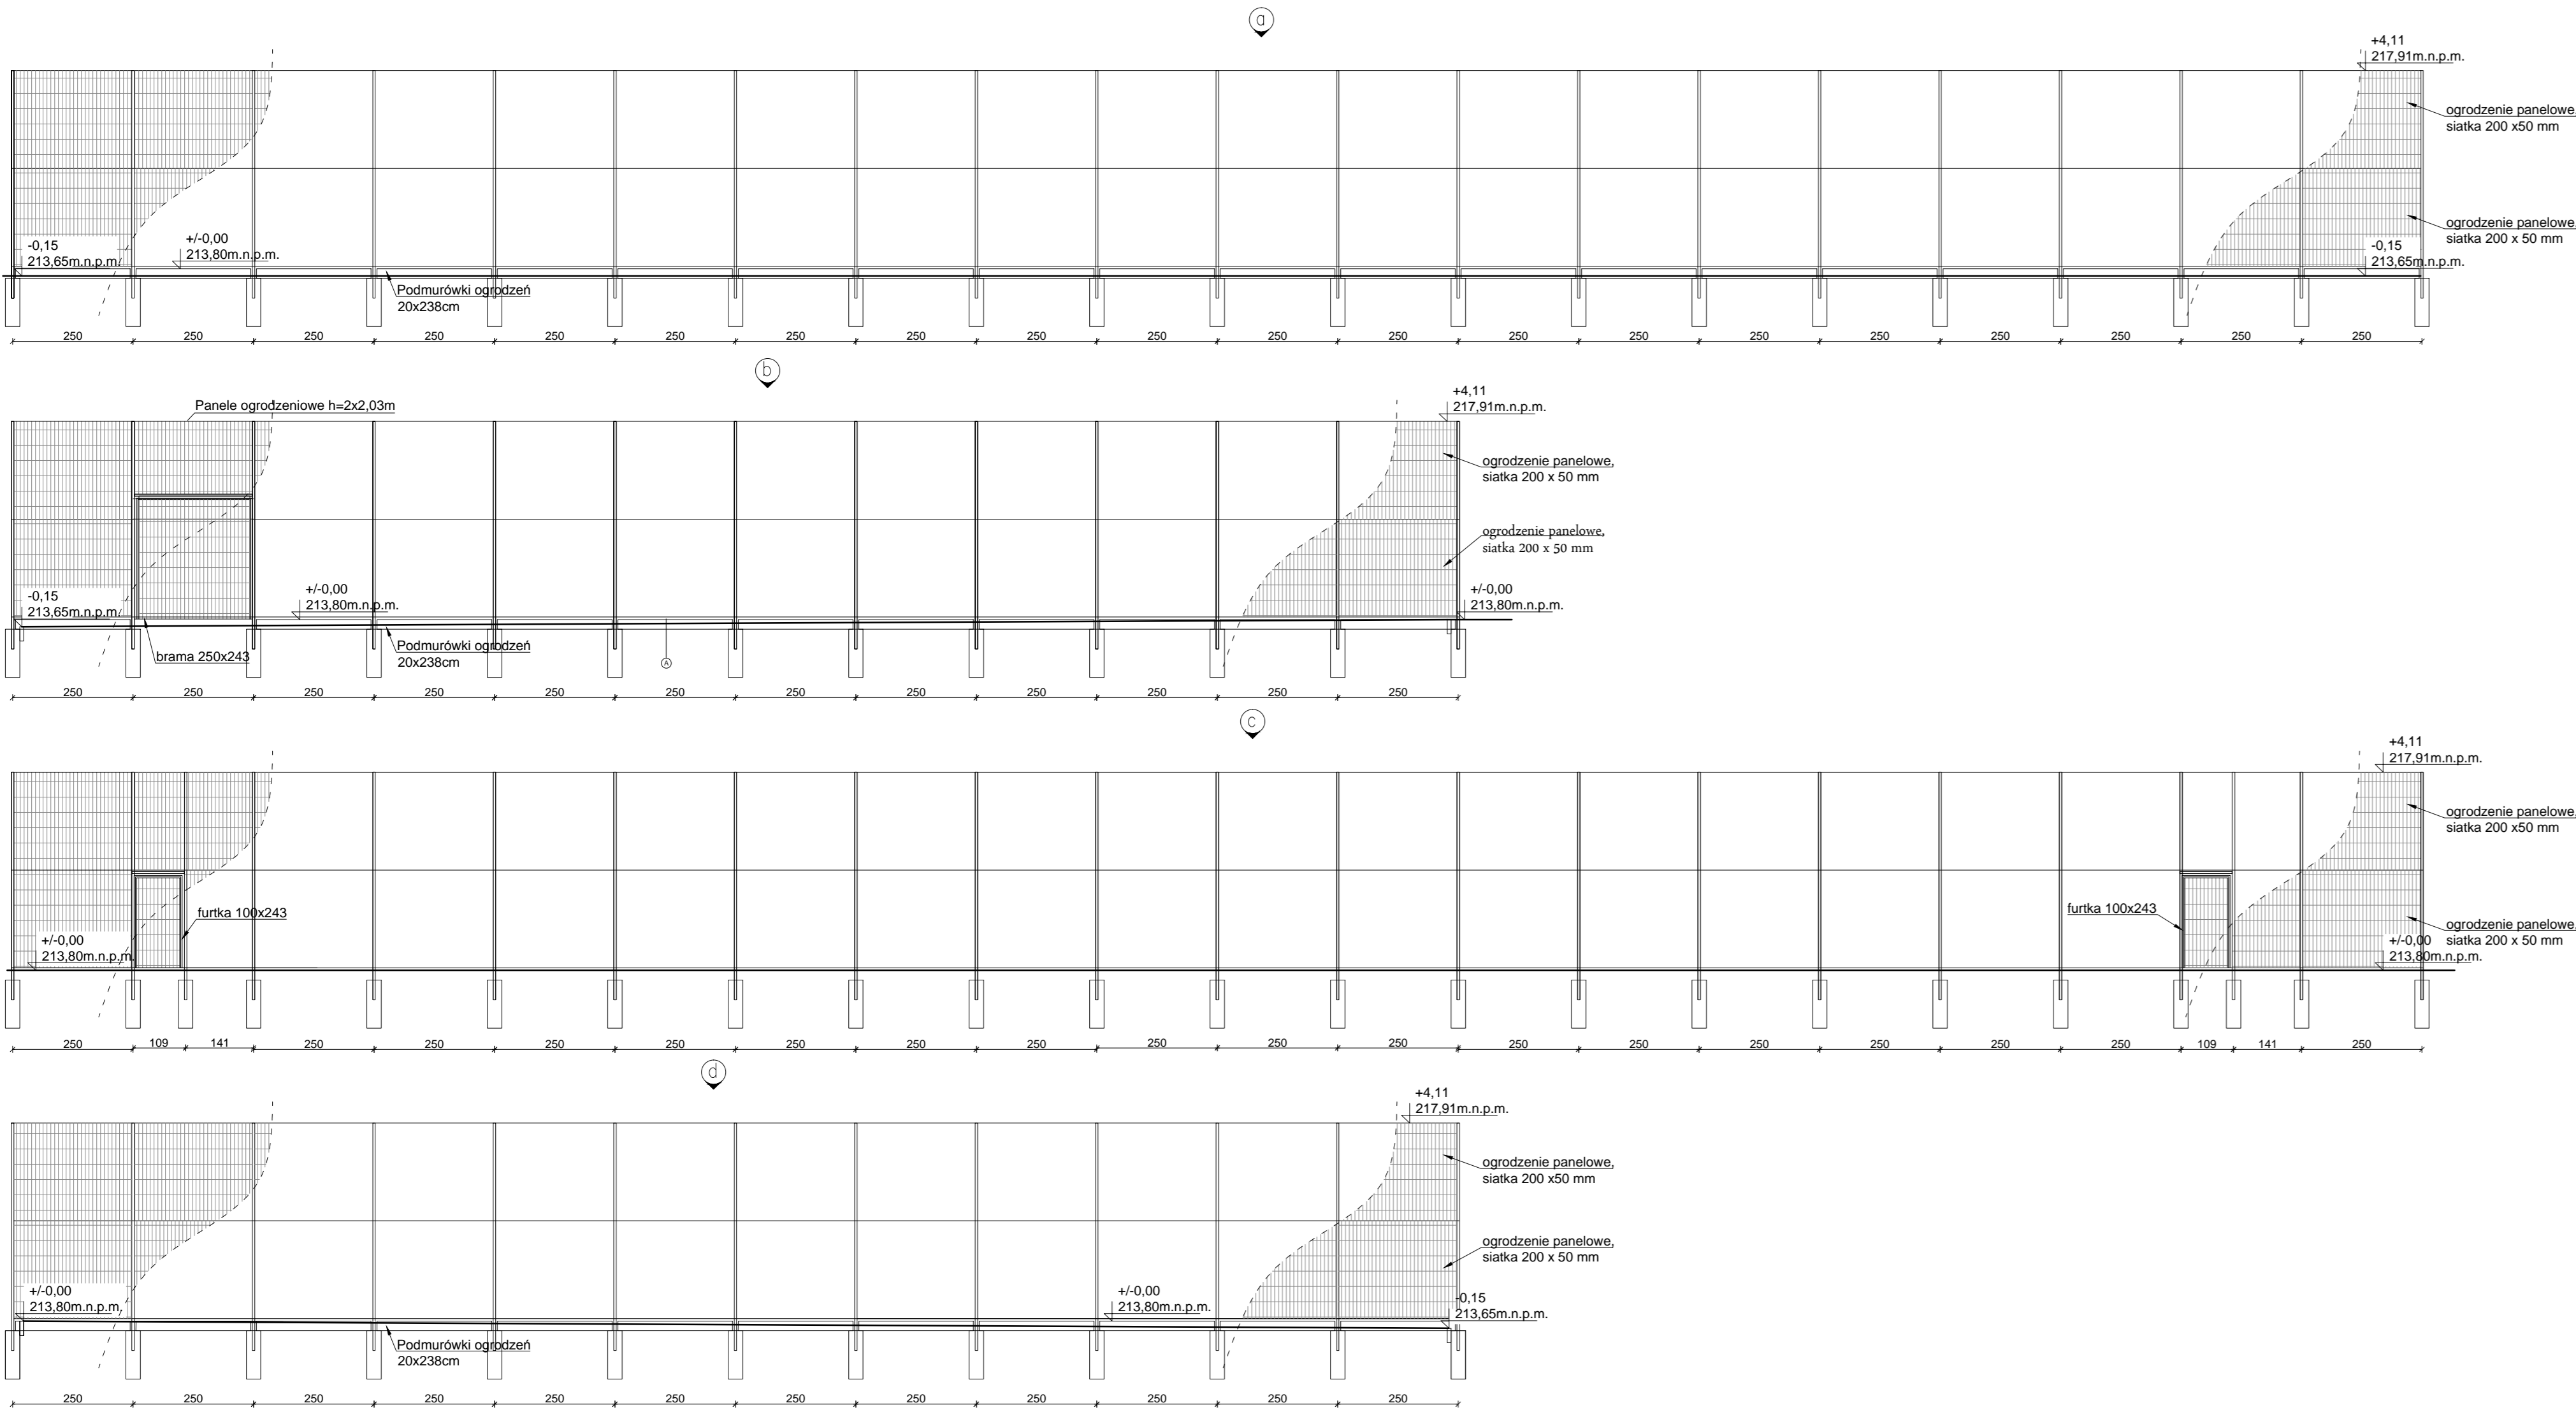 a
+4,11
217,91m.n.p.m.
ogrodzenie panelowe,
siatka 200 x50 mm
ogrodzenie panelowe,
siatka 200 x 50 mm
-0,15
213,65m.n.p.m.
+/-0,00
213,80m.n.p.m.
-0,15
213,65m.n.p.m.
Podmurówki ogrodzeń
20x238cm
250 250 250 250 250 250 250 250 250 250 250 250 250 250 250 250 250 250 250 250
b
Panele ogrodzeniowe h=2x2,03m
+4,11
217,91m.n.p.m.
ogrodzenie panelowe,
siatka 200 x 50 mm
ogrodzenie panelowe,
siatka 200 x 50 mm
-0,15
213,65m.n.p.m.
+/-0,00
213,80m.n.p.m.
+/-0,00
213,80m.n.p.m.
brama 250x243
Podmurówki ogrodzeń
20x238cm
A
250 250 250 250 250 250 250 250 250 250 250 250
c
+4,11
217,91m.n.p.m.
ogrodzenie panelowe,
siatka 200 x50 mm
furtka 100x243
furtka 100x243
ogrodzenie panelowe,
siatka 200 x 50 mm
+/-0,00
213,80m.n.p.m.
+/-0,00
213,80m.n.p.m.
250 109 141 250 250 250 250 250 250 250 250 250 250 250 250 250 250 250 250 109 141 250
d
+4,11
217,91m.n.p.m.
ogrodzenie panelowe,
siatka 200 x50 mm
ogrodzenie panelowe,
siatka 200 x 50 mm
+/-0,00
213,80m.n.p.m.
+/-0,00
213,80m.n.p.m.
-0,15
213,65m.n.p.m.
Podmurówki ogrodzeń
20x238cm
250 250 250 250 250 250 250 250 250 250 250 250